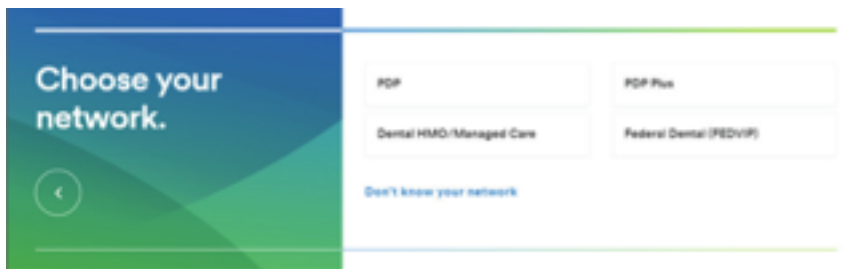 Choose your
network.
PDP
PDP Plus
Dental HMO/Managed Care
Federal Dental (FEDVIP)
Don't know your network